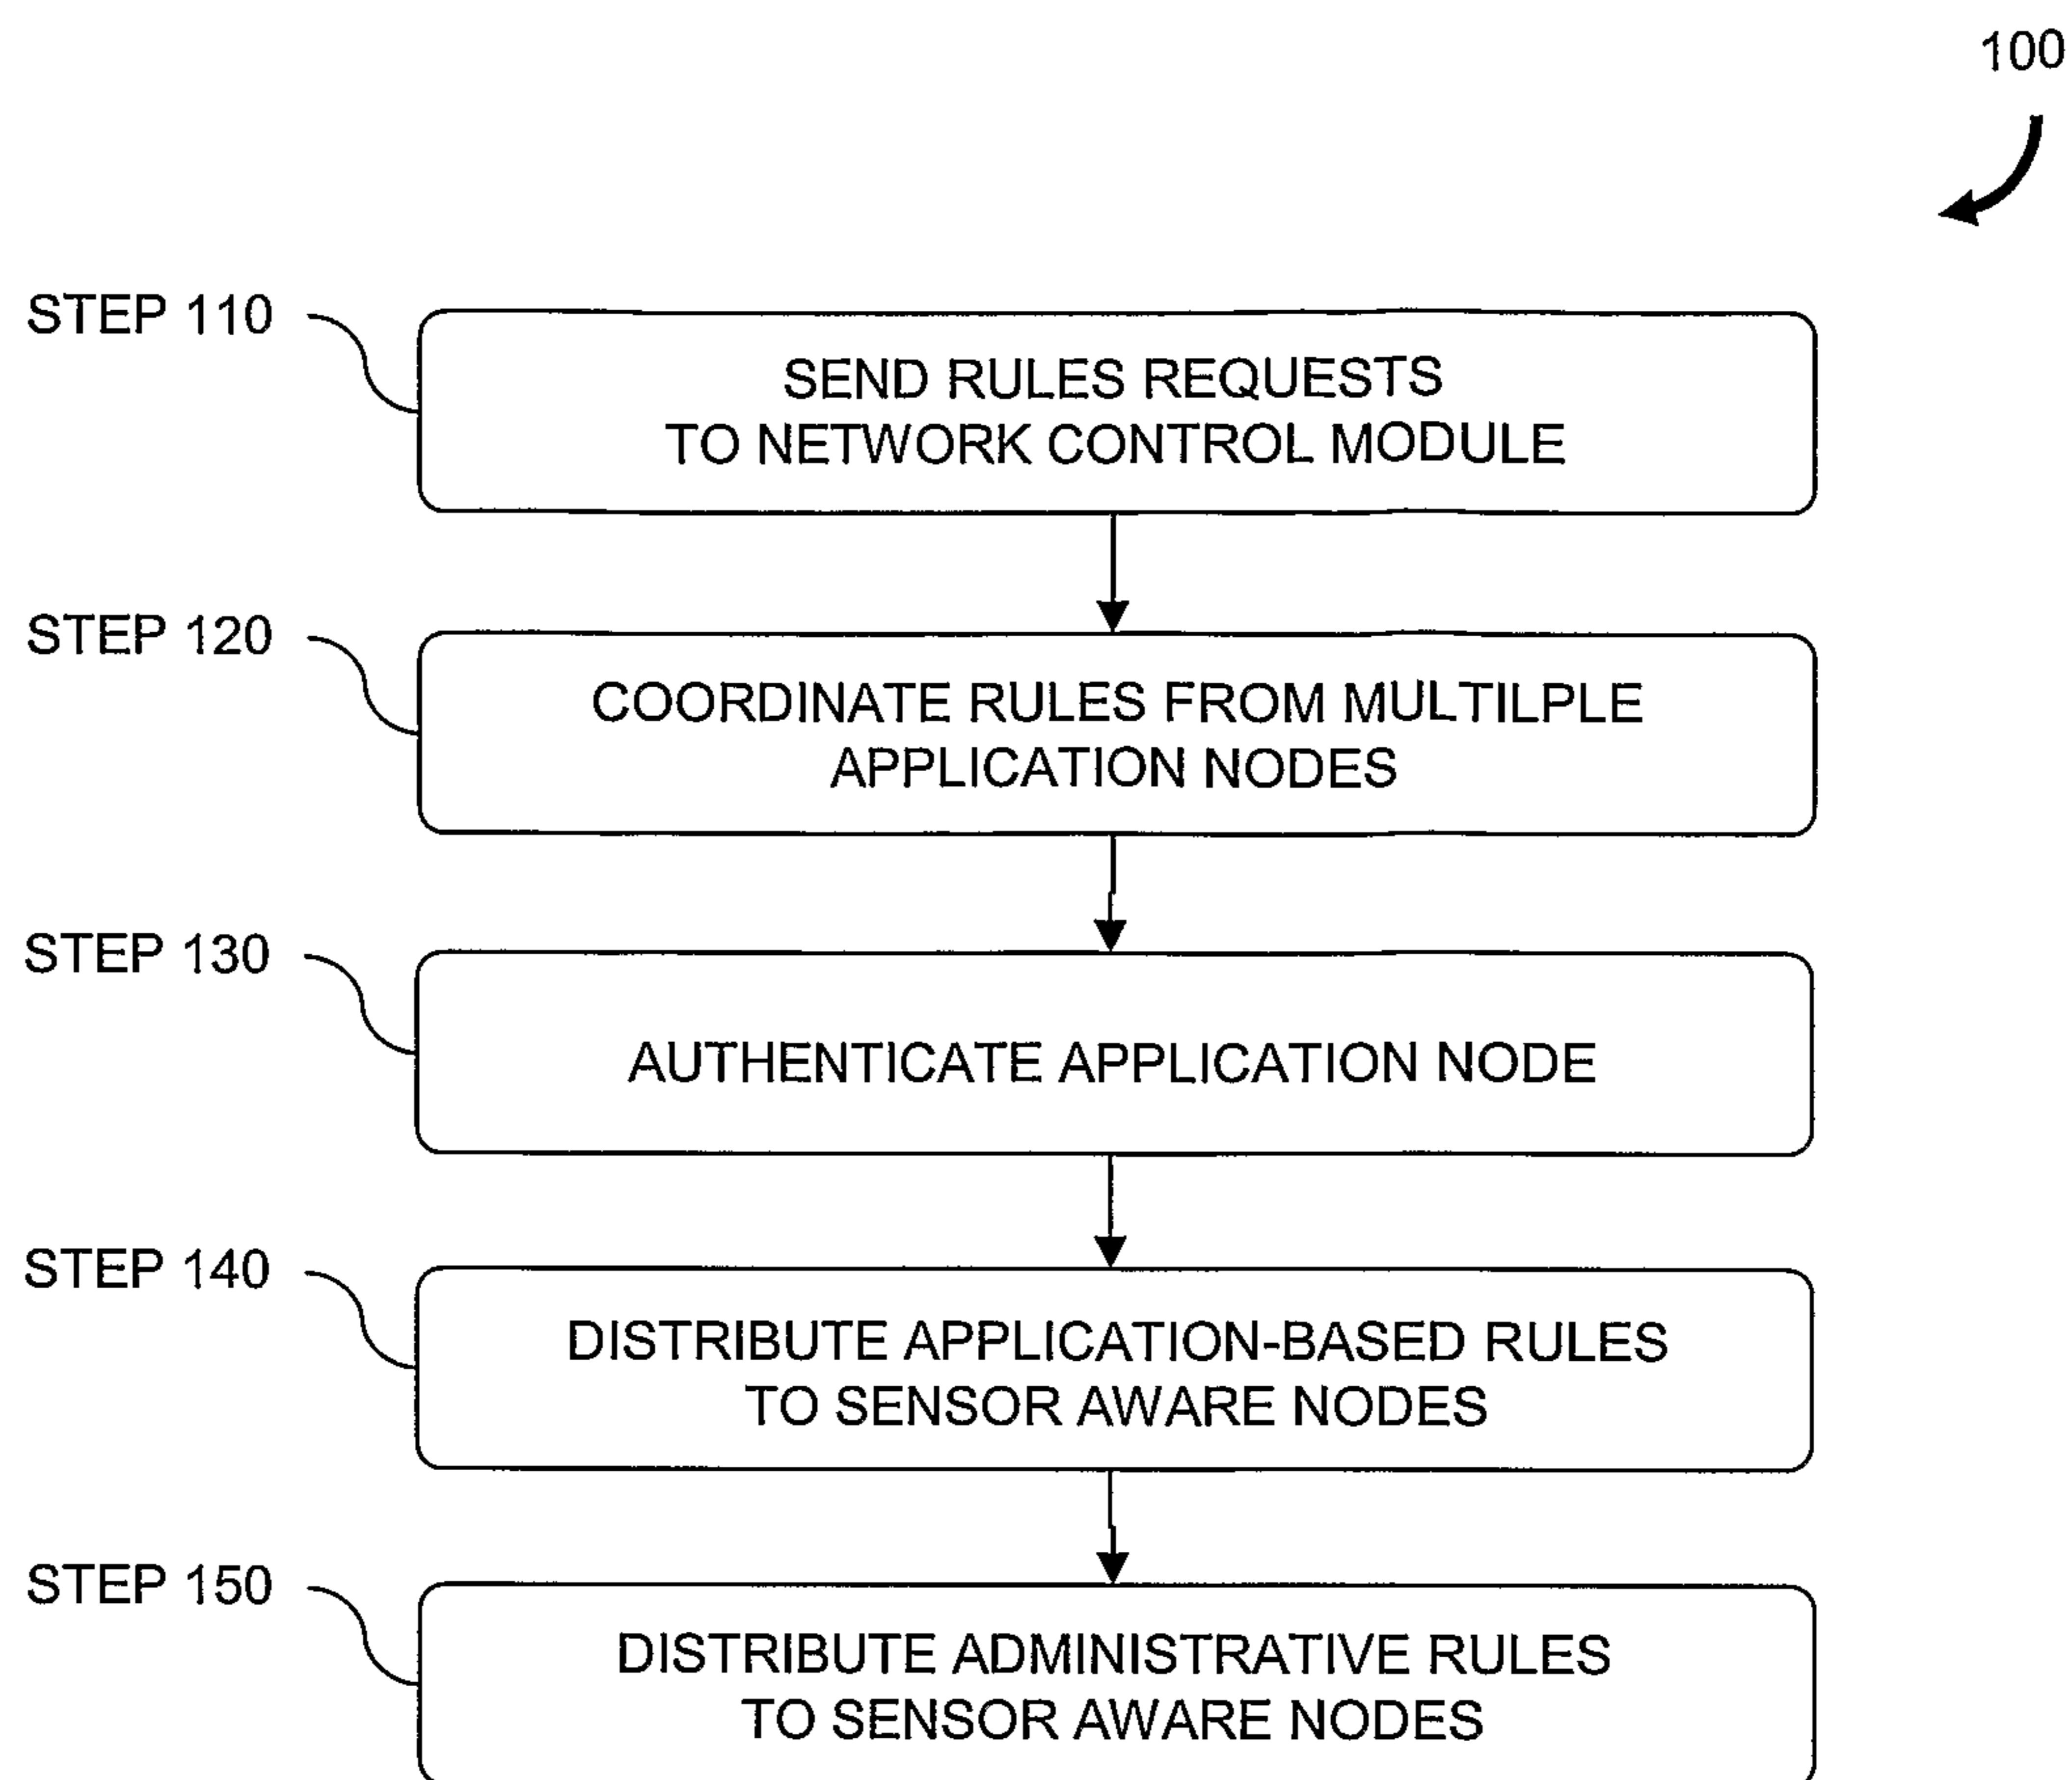 100
STEP 110
SEND RULES REQUESTS
TO NETWORK CONTROL MODULE
STEP 120
COORDINATE RULES FROM MULTILPLE
APPLICATION NODES
STEP 130
AUTHENTICATE APPLICATION NODE
STEP 140
DISTRIBUTE APPLICATION-BASED RULES
TO SENSOR AWARE NODES
STEP 150
DISTRIBUTE ADMINISTRATIVE RULES
TO SENSOR AWARE NODES